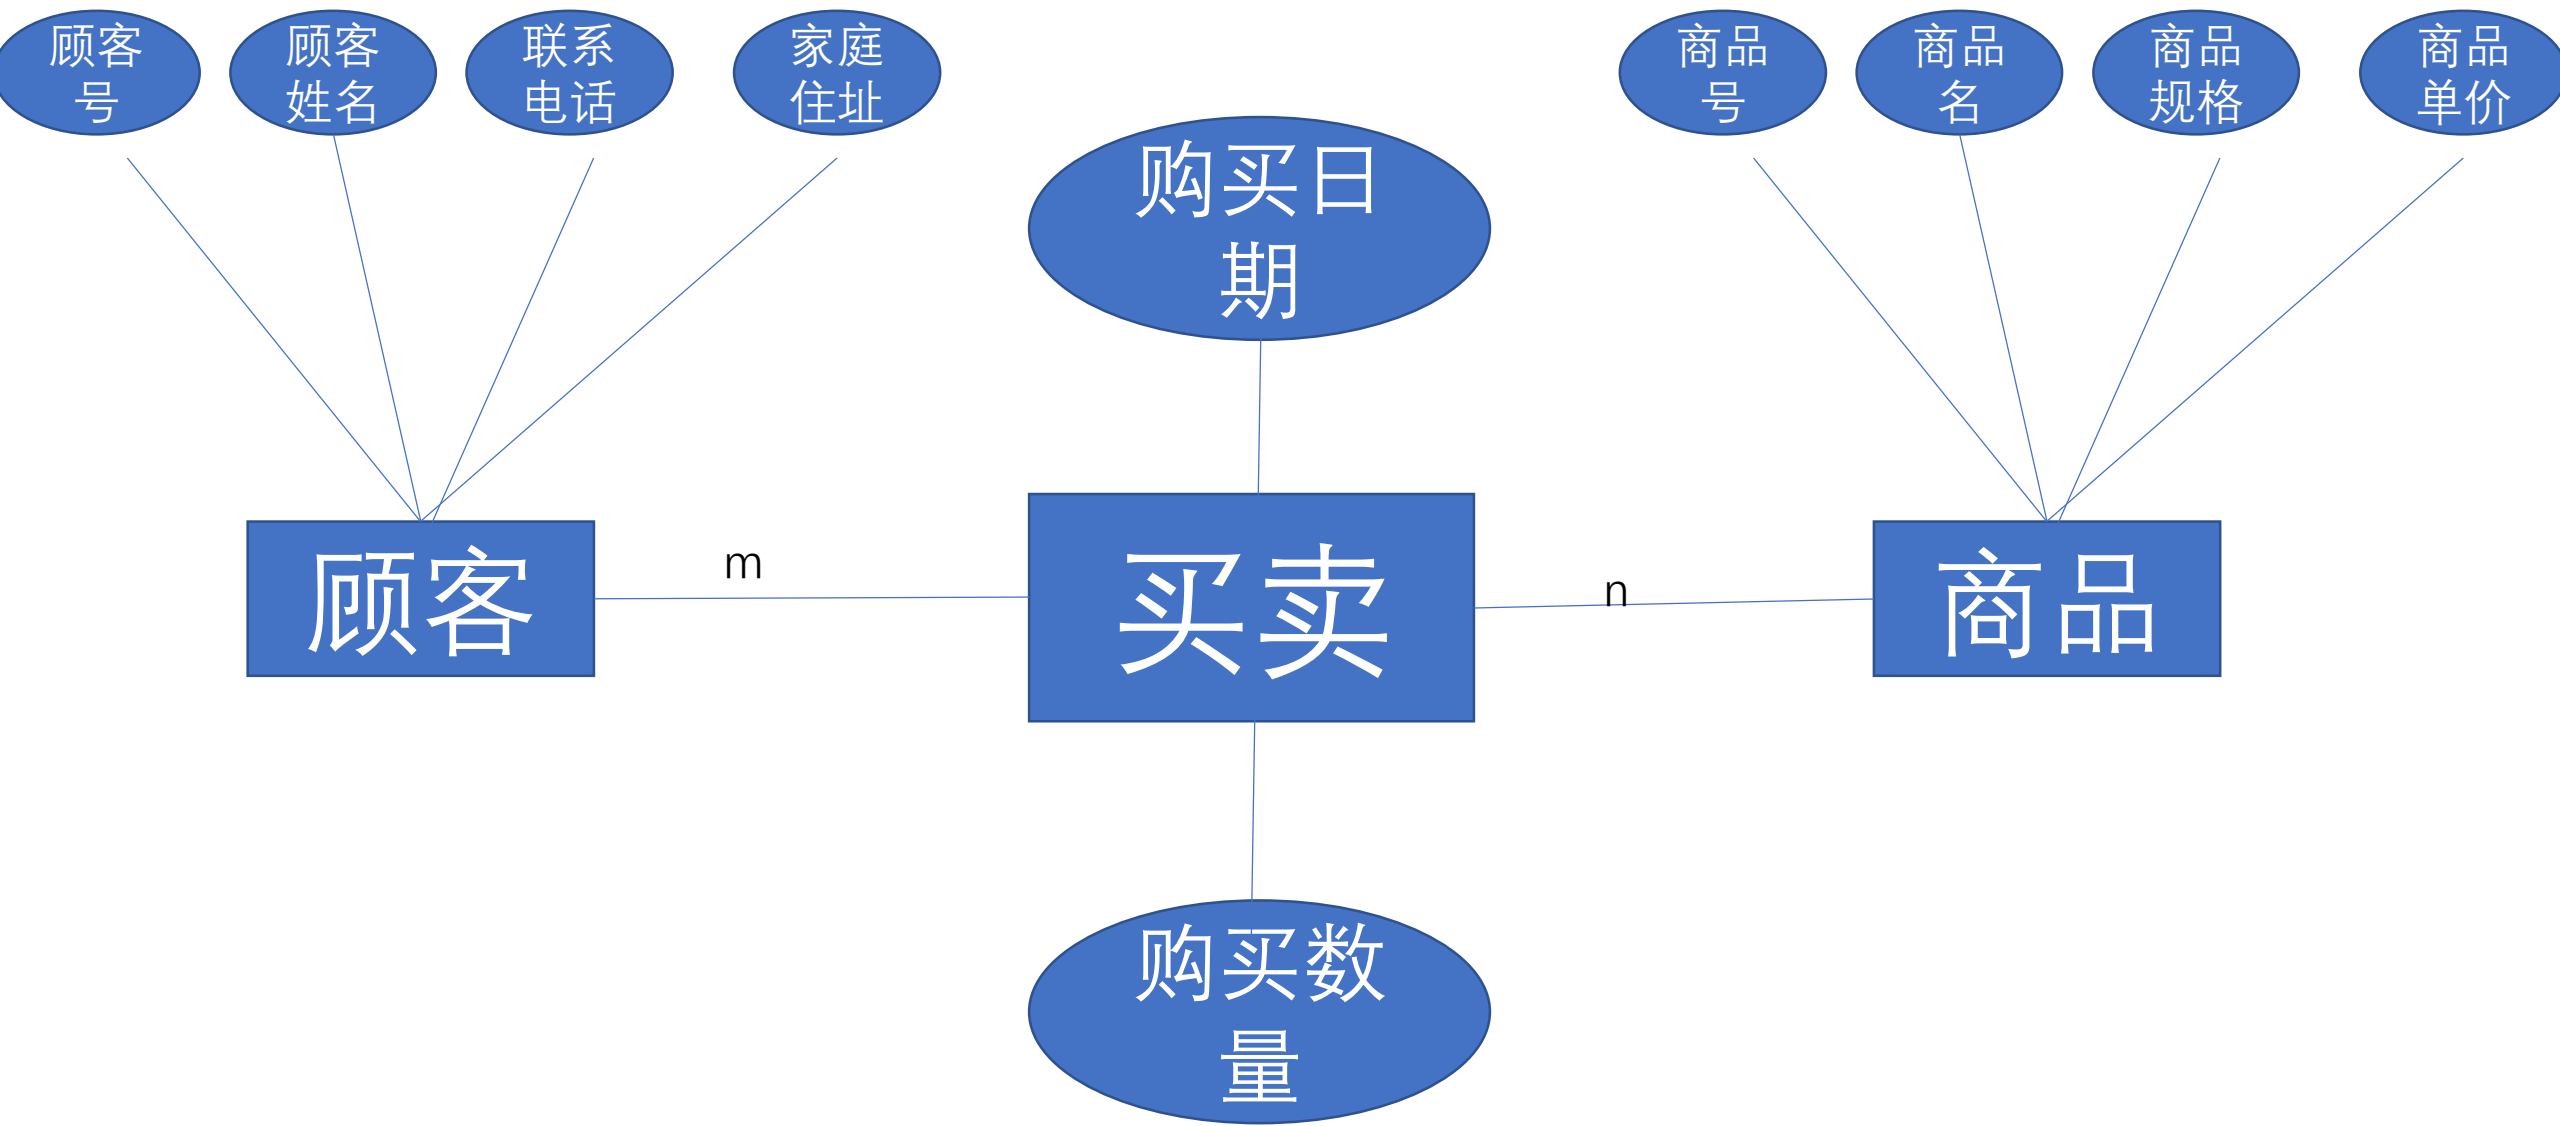 顾客
号
顾客
姓名
联系
电话
家庭
住址
商品
号
商品
名
商品
规格
商品
单价
购买日
期
顾客
m
买卖
n
商品
购买数
量